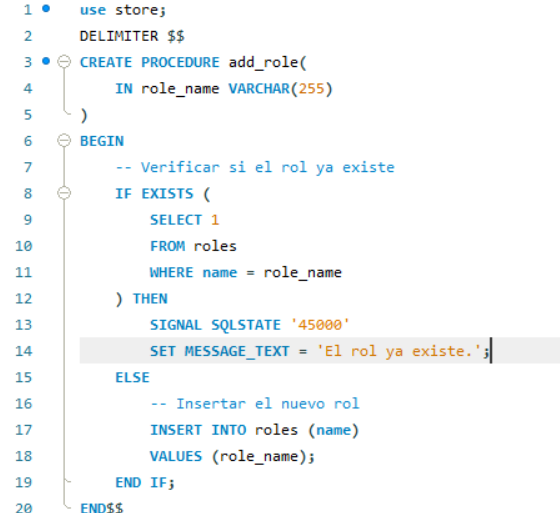 1 use store;
2 DELIMITER $$
3 CREATE PROCEDURE add_role(
4     IN role_name VARCHAR(255)
5 )
6 BEGIN
7     -- Verificar si el rol ya existe
8     IF EXISTS (
9         SELECT 1
10         FROM roles
11         WHERE name = role_name
12     ) THEN
13         SIGNAL SQLSTATE '45000'
14         SET MESSAGE_TEXT = 'El rol ya existe.';
15     ELSE
16         -- Insertar el nuevo rol
17         INSERT INTO roles (name)
18         VALUES (role_name);
19     END IF;
20 END$$